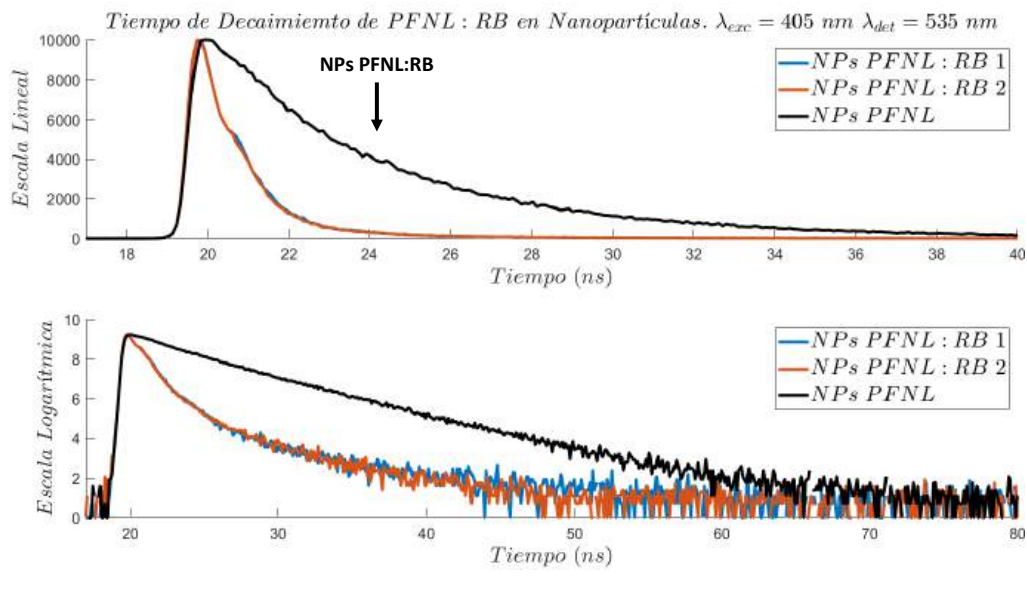 Tiempo de Decaimiemto de PFNL : RB en Nanopartículas. λexc = 405 nm λdet = 535 nm
Escala Lineal
10000
8000
6000
4000
2000
0
NPs PFNL:RB
NPs PFNL : RB 1
NPs PFNL : RB 2
NPs PFNL
18 20 22 24 26 28 30 32 34 36 38 40
Tiempo (ns)
Escala Logarítmica
10
8
6
4
2
0
NPs PFNL : RB 1
NPs PFNL : RB 2
NPs PFNL
20 30 40 50 60 70 80
Tiempo (ns)